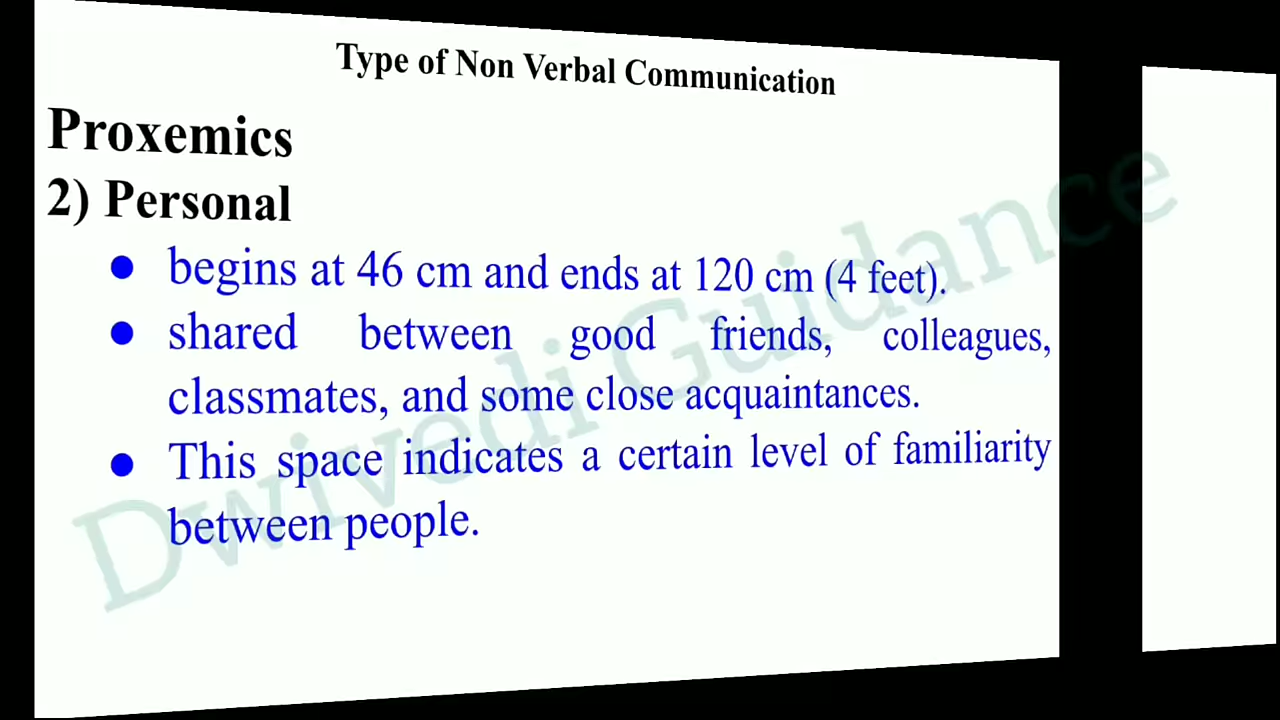 Type of Non Verbal Communication
Proxemics
2) Personal
● begins at 46 cm and ends at 120 cm (4 feet).
● shared between good friends, colleagues,
classmates, and some close acquaintances.
● This space indicates a certain level of familiarity
between people.
Dwivedi Guidance